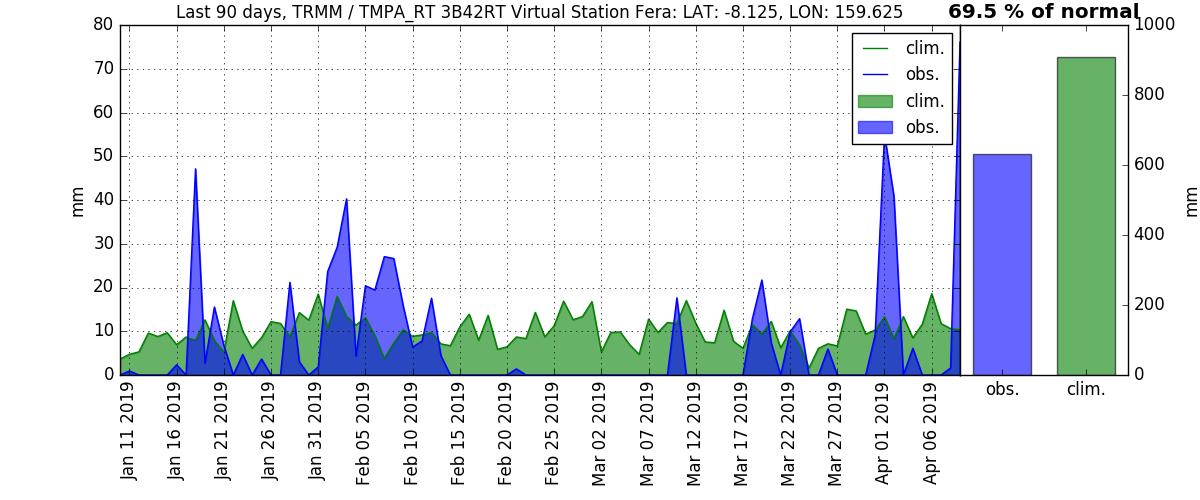 Last 90 days, TRMM / TMPA_RT 3B42RT Virtual Station Fera: LAT: -8.125, LON: 159.625
69.5 % of normal
80
70
60
50
40
30
20
10
0
mm
clim.
obs.
clim.
obs.
1000
800
600
400
200
0
mm
Jan 11 2019
Jan 16 2019
Jan 21 2019
Jan 26 2019
Jan 31 2019
Feb 05 2019
Feb 10 2019
Feb 15 2019
Feb 20 2019
Feb 25 2019
Mar 02 2019
Mar 07 2019
Mar 12 2019
Mar 17 2019
Mar 22 2019
Mar 27 2019
Apr 01 2019
Apr 06 2019
obs.
clim.